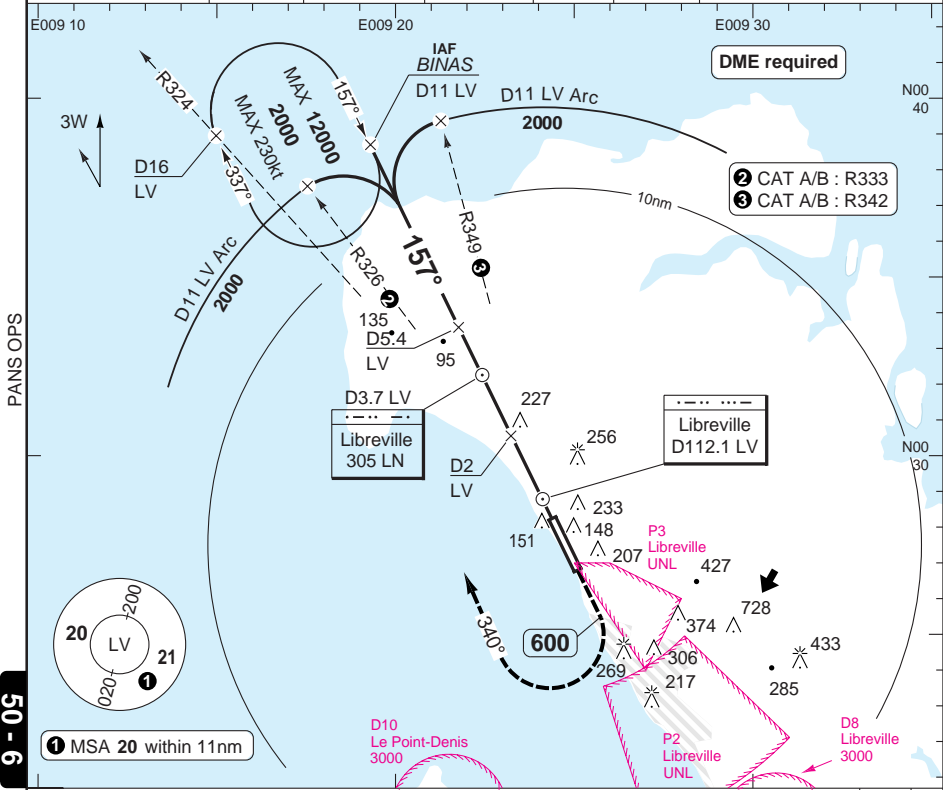 E009 10
E009 20
E009 30
IAF
BINAS
D11 LV
DME required
N00
40
R324
157°
MAX 12000
2000
MAX 230kt
D11 LV Arc
2000
3W
D16
LV
337°
2 CAT A/B : R333
3 CAT A/B : R342
10nm
R349
3
157°
D11 LV Arc
2000
R326
2
135
D5.4
LV
95
PANS OPS
D3.7 LV
Libreville
305 LN
227
Libreville
D112.1 LV
256
N00
30
D2
LV
233
151
148
207
P3
Libreville
UNL
427
728
374
340°
600
LV
200
020
20
21
1
269
306
217
433
285
50 - 6
1 MSA 20 within 11nm
D10
Le Point-Denis
3000
P2
Libreville
UNL
D8
Libreville
3000